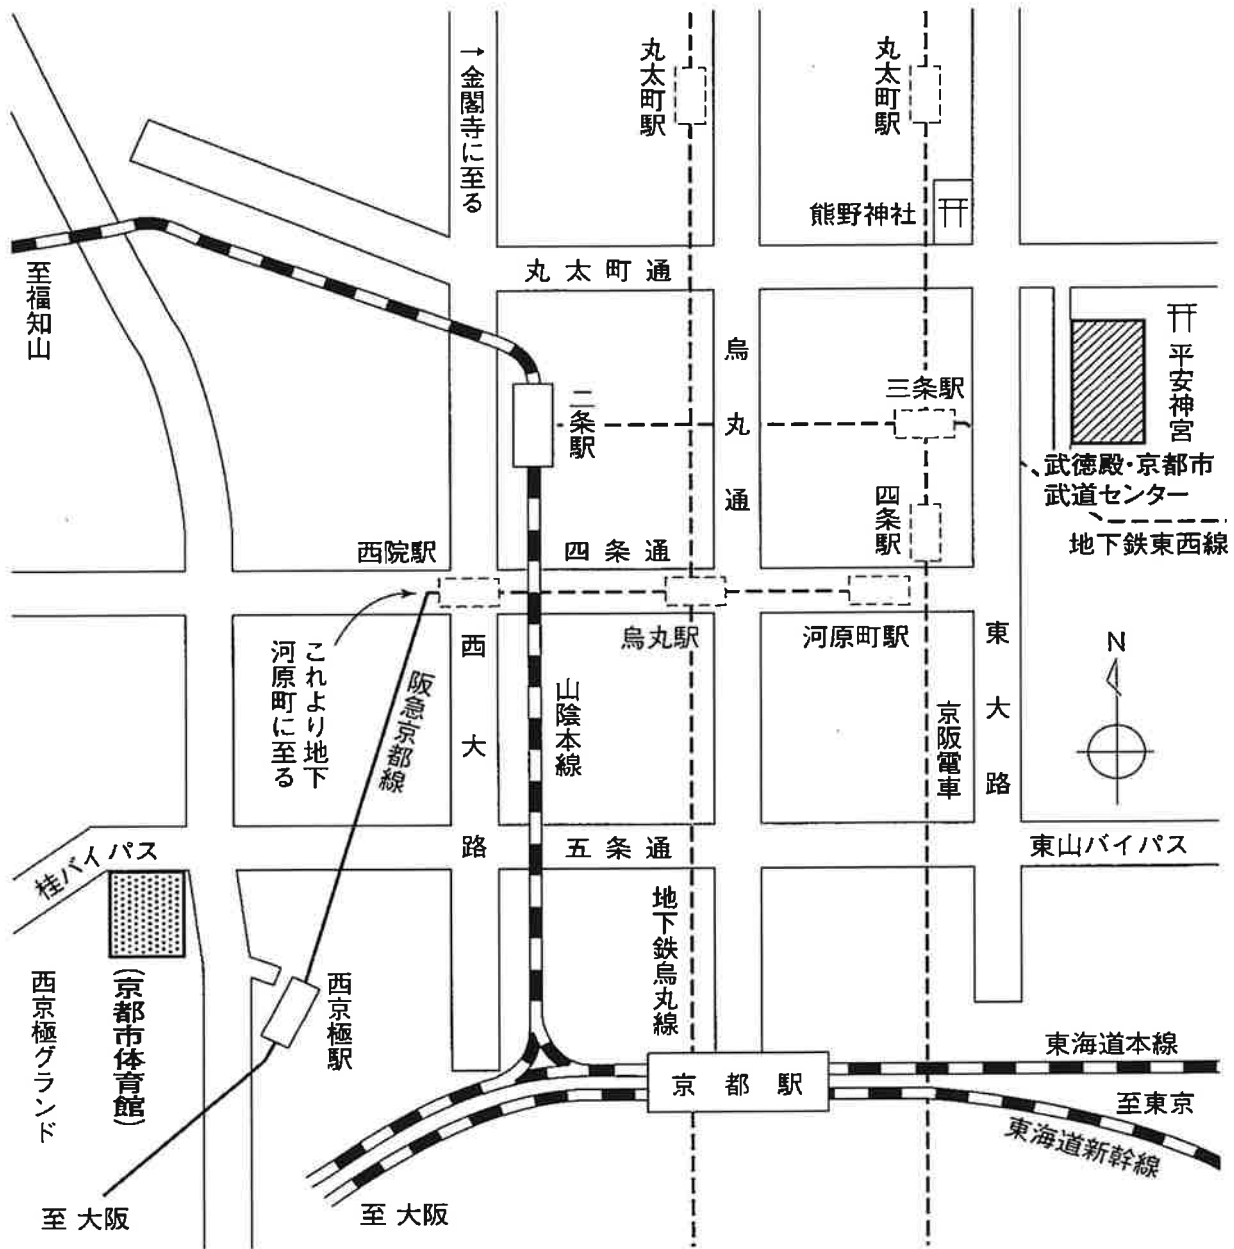 →金閣寺に至る
丸太町駅
丸太町駅
熊野神社
丸太町通
至福知山
烏丸通
平安神宮
二条駅
三条駅
武徳殿・京都市
武道センター
地下鉄東西線
四条駅
西院駅
四条通
烏丸駅
河原町駅
これより地下
河原町に至る
阪急京都線
西大路
山陰本線
京阪電車
東大路
N
桂バイパス
五条通
東山バイパス
地下鉄烏丸線
西京極グランド
(京都市体育館)
西京極駅
京都駅
東海道本線
至東京
東海道新幹線
至 大阪
至 大阪